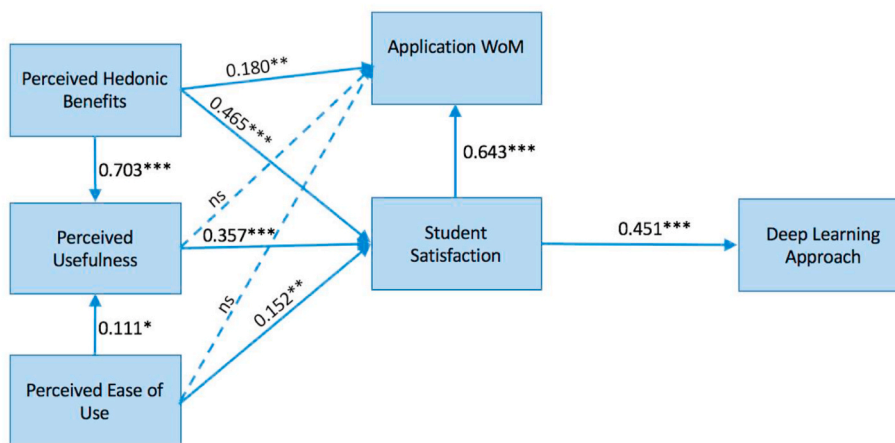 Application WoM
0.180**
Perceived Hedonic
Benefits
0.465***
0.703***
0.643***
ns
Perceived
Usefulness
0.357***
Student
Satisfaction
0.451***
Deep Learning
Approach
ns
0.152**
0.111*
Perceived Ease of
Use